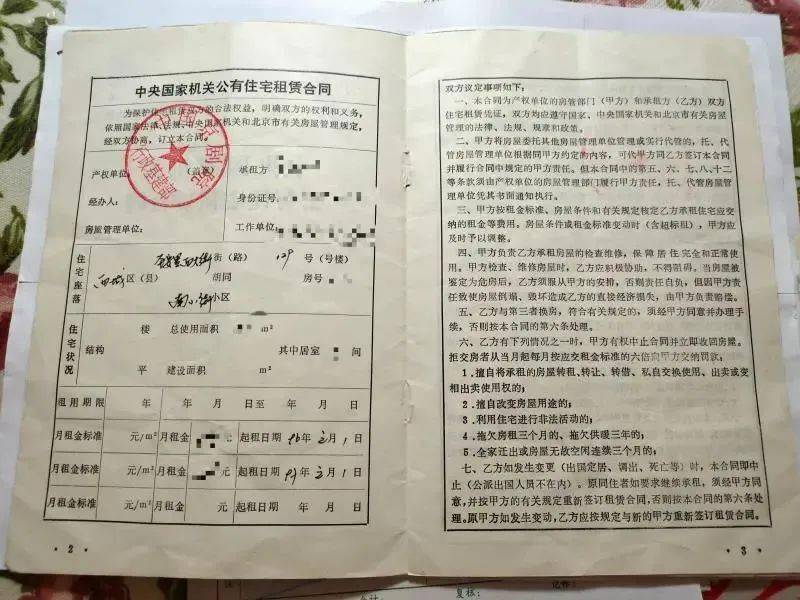 中央国家机关公有住宅租赁合同
为保护住宅租赁双方的合法权益，明确双方的权利和义务，
依照国家法律、法规、中央国家机关和北京市有关房屋管理规定，
经双方协商，订立本合同。
产权单位： （盖章） 承租方
经办人： 身份证号：
房屋管理单位： 工作单位：
住宅座落
西城区（县） 街（路） 129 号（号楼）
胡同 房号
南小街小区
住宅状况
楼 总使用面积 m²
结构 其中居室 间
平 建设面积 m²
租用期限 年 年 月 日至 年 月 日
月租金标准 元/m² 月租金 元 起租日期 年 月 1 日
月租金标准 元/m² 月租金 元 起租日期 年 月 1 日
月租金标准 元/m² 月租金 元 起租日期 年 月 日
· 2 ·
双方议定事项如下：
一、本合同为产权单位的房管部门（甲方）和承租方（乙方）双方
住宅租赁凭证。双方均应遵守国家、中央国家机关和北京市有关房屋
管理的法律、法规、规章和政策。
二、甲方将房屋委托其他房屋管理单位管理或实行代管的，托、代
管房屋管理单位根据同甲方约定的内容，可代甲方同乙方签订本合同
并履行合同中规定的甲方责任。但本合同中的第五、六、七、八、十二
等条款须由产权单位的房屋管理部门履行甲方责任，托、代管房屋管
理单位凭其书面通知执行。
三、甲方按租金标准、房屋条件和有关规定核定乙方承租住宅应交
纳的租金等费用。房屋条件或租金标准变动时（含超标租），甲方应
及时予以调整。
四、甲方负责乙方承租房屋的检查维修，保障居住完全和正常使
用。甲方检查、维修房屋时，乙方应积极协助，不得阻碍。当房屋被
鉴定为危房后，乙方须服从甲方的安排，否则责任自负，但因甲方责
任致使房屋倒塌、毁坏造成乙方的直接经济损失，由甲方负责赔偿。
五、乙方与第三者换房，符合有关规定的，须经甲方同意并办理手
续，否则按本合同的第六条处理。
六、乙方有下列情况之一时，甲方有权中止合同并立即收回房屋。
拒交房者从当月起每月按应交租金标准的六倍向甲方交纳罚款：
1．擅自将承租的房屋转租、转让、转借、私自交换使用、出卖或变
相出卖使用权的；
2．擅自改变房屋用途的；
3．利用住宅进行非法活动的；
4．拖欠房租三个月的、拖欠供暖三年的；
5．全家迁出或房屋无故空闲连续三个月的；
七、乙方如发生变更（出国定居、调出、死亡等）时，本合同即中
止（公派出国人员不在内）。原同住者如要求继续承租，须经甲方同
意，并按甲方的有关规定重新签订租赁合同，否则按本合同的第六条处
理。原甲方如发生变动，乙方应按规定与新的甲方重新签订租赁合同。
· 3 ·
复核：